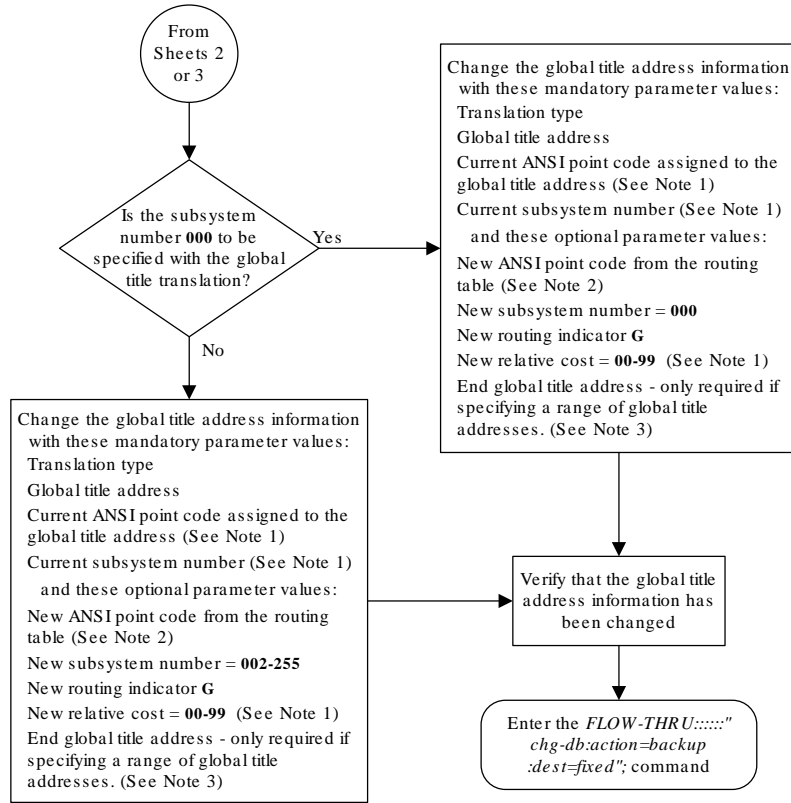 From
Sheets 2
or 3
Is the subsystem
number 000 to be
specified with the global
title translation?
Yes
No
Change the global title address information
with these mandatory parameter values:
Translation type
Global title address
Current ANSI point code assigned to the
global title address (See Note 1)
Current subsystem number (See Note 1)
and these optional parameter values:
New ANSI point code from the routing
table (See Note 2)
New subsystem number = 000
New routing indicator G
New relative cost = 00-99 (See Note 1)
End global title address - only required if
specifying a range of global title
addresses. (See Note 3)
Change the global title address information
with these mandatory parameter values:
Translation type
Global title address
Current ANSI point code assigned to the
global title address (See Note 1)
Current subsystem number (See Note 1)
and these optional parameter values:
New ANSI point code from the routing
table (See Note 2)
New subsystem number = 002-255
New routing indicator G
New relative cost = 00-99 (See Note 1)
End global title address - only required if
specifying a range of global title
addresses. (See Note 3)
Verify that the global title
address information has
been changed
Enter the FLOW-THRU::::::"
chg-db:action=backup
:dest=fixed"; command